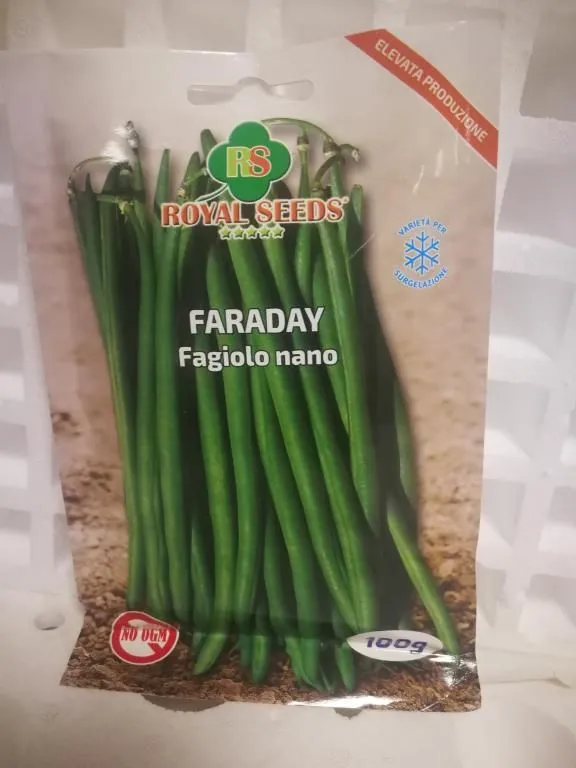 ELEVATA PRODUZIONE
RS
ROYAL SEEDS®
VARIETÀ PER
SURGELAZIONE
FARADAY
Fagiolo nano
NO OGM
100g